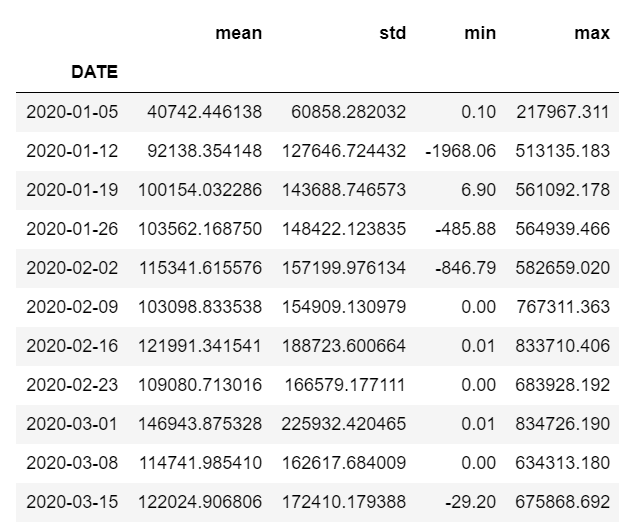 mean std min max
DATE
2020-01-05 40742.446138 60858.282032 0.10 217967.311
2020-01-12 92138.354148 127646.724432 -1968.06 513135.183
2020-01-19 100154.032286 143688.746573 6.90 561092.178
2020-01-26 103562.168750 148422.123835 -485.88 564939.466
2020-02-02 115341.615576 157199.976134 -846.79 582659.020
2020-02-09 103098.833538 154909.130979 0.00 767311.363
2020-02-16 121991.341541 188723.600664 0.01 833710.406
2020-02-23 109080.713016 166579.177111 0.00 683928.192
2020-03-01 146943.875328 225932.420465 0.01 834726.190
2020-03-08 114741.985410 162617.684009 0.00 634313.180
2020-03-15 122024.906806 172410.179388 -29.20 675868.692